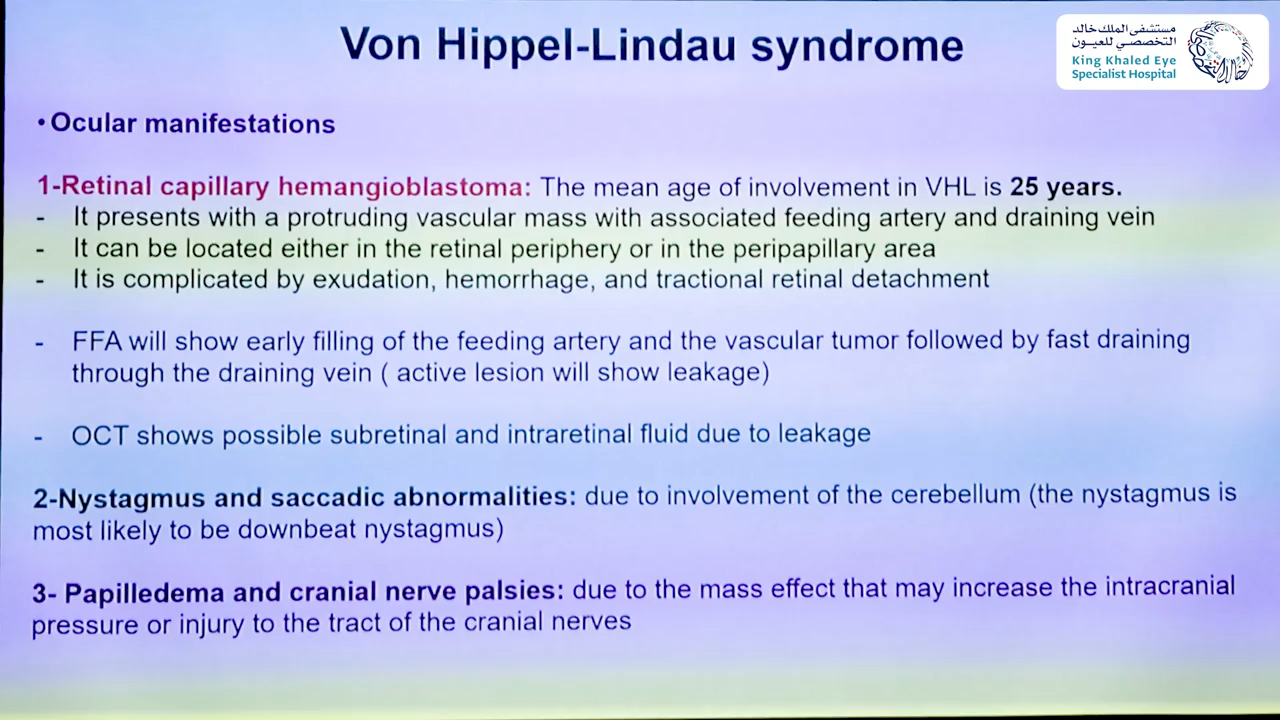 Von Hippel-Lindau syndrome
مستشفى الملك خالد
التخصصي للعيون
King Khaled Eye
Specialist Hospital
•Ocular manifestations
1-Retinal capillary hemangioblastoma: The mean age of involvement in VHL is 25 years.
- It presents with a protruding vascular mass with associated feeding artery and draining vein
- It can be located either in the retinal periphery or in the peripapillary area
- It is complicated by exudation, hemorrhage, and tractional retinal detachment
- FFA will show early filling of the feeding artery and the vascular tumor followed by fast draining
through the draining vein ( active lesion will show leakage)
- OCT shows possible subretinal and intraretinal fluid due to leakage
2-Nystagmus and saccadic abnormalities: due to involvement of the cerebellum (the nystagmus is
most likely to be downbeat nystagmus)
3- Papilledema and cranial nerve palsies: due to the mass effect that may increase the intracranial
pressure or injury to the tract of the cranial nerves